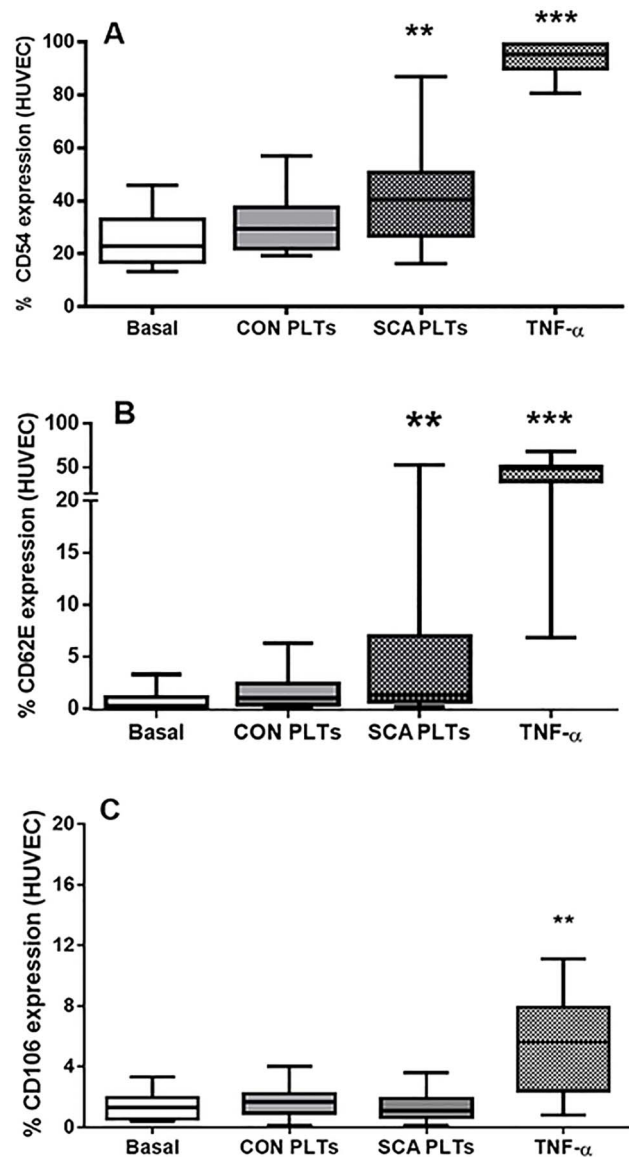 A
**
***
% CD54 expression (HUVEC)
100
80
60
40
20
0
Basal
CON PLTs
SCA PLTs
TNF-α
B
**
***
% CD62E expression (HUVEC)
100
50
20
15
10
5
0
Basal
CON PLTs
SCA PLTs
TNF-α
C
**
% CD106 expression (HUVEC)
20
16
12
8
4
0
Basal
CON PLTs
SCA PLTs
TNF-α